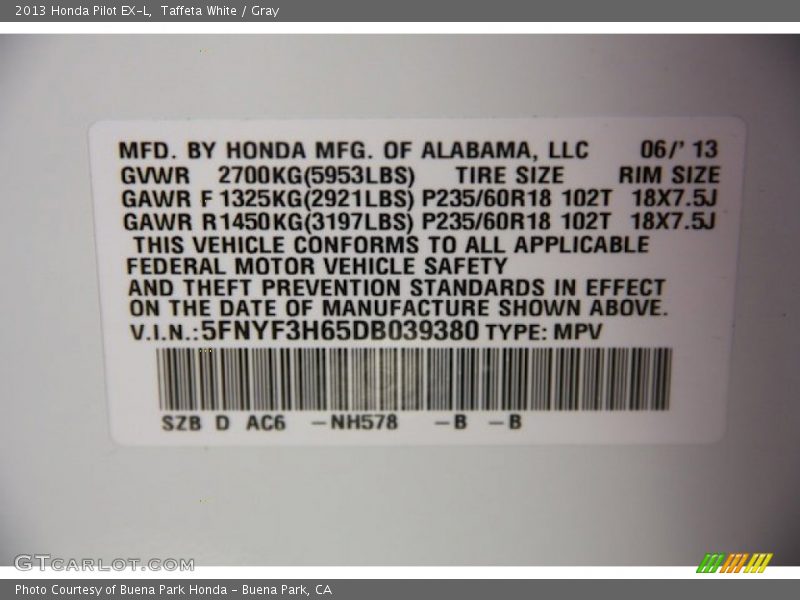 2013 Honda Pilot EX-L, Taffeta White / Gray
MFD. BY HONDA MFG. OF ALABAMA, LLC 06/' 13
GVWR 2700KG(5953LBS) TIRE SIZE RIM SIZE
GAWR F 1325KG(2921LBS) P235/60R18 102T 18X7.5J
GAWR R1450KG(3197LBS) P235/60R18 102T 18X7.5J
THIS VEHICLE CONFORMS TO ALL APPLICABLE
FEDERAL MOTOR VEHICLE SAFETY
AND THEFT PREVENTION STANDARDS IN EFFECT
ON THE DATE OF MANUFACTURE SHOWN ABOVE.
V.I.N.:5FNYF3H65DB039380 TYPE: MPV
SZB D AC6 -NH578 -B -B
GTCARLOT.COM
Photo Courtesy of Buena Park Honda - Buena Park, CA